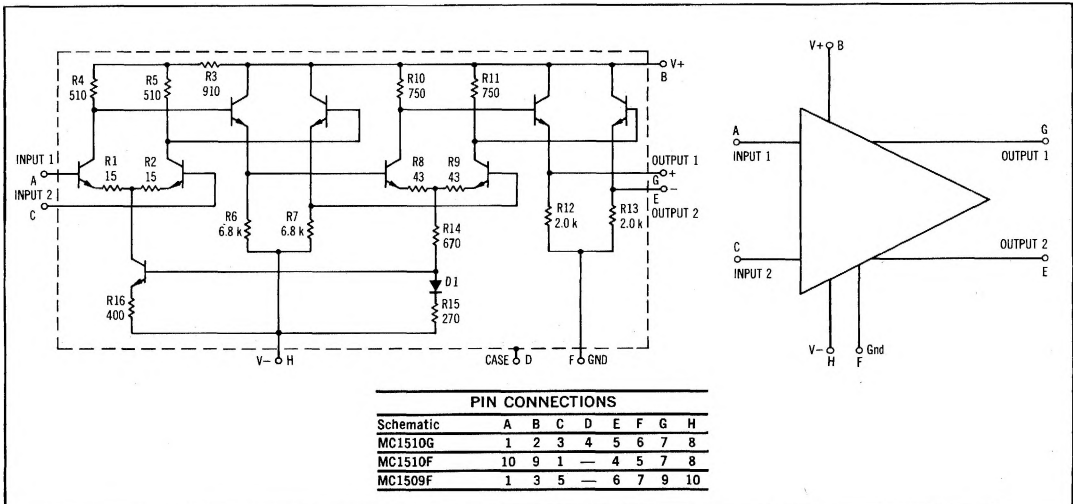 R4
510
R5
510
R3
910
R10
750
R11
750
V+
B
INPUT 1
A
INPUT 2
C
R1
15
R2
15
R8
43
R9
43
OUTPUT 1
+
G
−
E
OUTPUT 2
R6
6.8 k
R7
6.8 k
R14
670
R12
2.0 k
R13
2.0 k
R16
400
D1
R15
270
V− H
CASE D
F GND
V+ B
A
INPUT 1
G
OUTPUT 1
C
INPUT 2
OUTPUT 2
E
V−
H
Gnd
F
PIN CONNECTIONS
Schematic A B C D E F G H
MC1510G 1 2 3 4 5 6 7 8
MC1510F 10 9 1 — 4 5 7 8
MC1509F 1 3 5 — 6 7 9 10